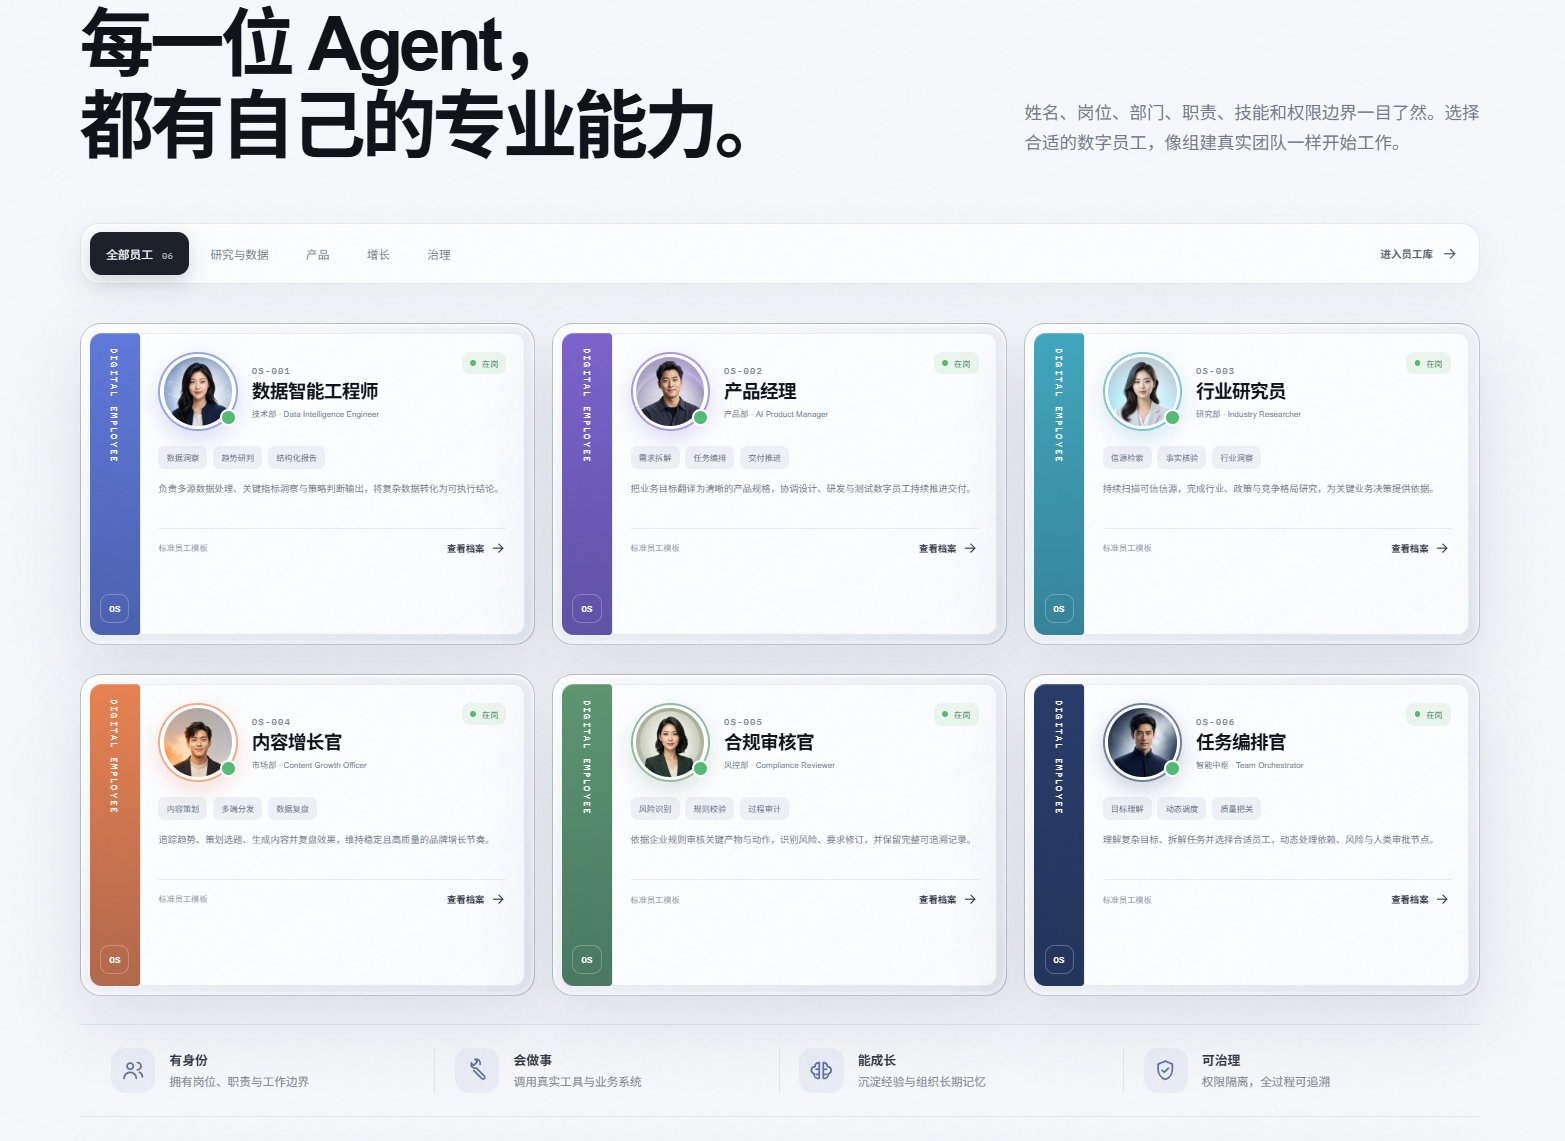 每一位 Agent，
都有自己的专业能力。
姓名、岗位、部门、职责、技能和权限边界一目了然。选择
合适的数字员工，像组建真实团队一样开始工作。
全部员工 06
研究与数据
产品
增长
治理
进入员工库
DIGITAL EMPLOYEE
OS
OS-001
在岗
数据智能工程师
技术部 · Data Intelligence Engineer
数据洞察
趋势研判
结构化报告
负责多源数据处理、关键指标洞察与策略判断输出，将复杂数据转化为可执行结论。
标准员工模板
查看档案
DIGITAL EMPLOYEE
OS
OS-002
在岗
产品经理
产品部 · AI Product Manager
需求拆解
任务编排
交付推进
把业务目标翻译为清晰的产品规格，协调设计、研发与测试数字员工持续推进交付。
标准员工模板
查看档案
DIGITAL EMPLOYEE
OS
OS-003
在岗
行业研究员
研究部 · Industry Researcher
信源检索
事实核验
行业洞察
持续扫描可信信源，完成行业、政策与竞争格局研究，为关键业务决策提供依据。
标准员工模板
查看档案
DIGITAL EMPLOYEE
OS
OS-004
在岗
内容增长官
市场部 · Content Growth Officer
内容策划
多端分发
数据复盘
追踪趋势、策划选题、生成内容并复盘效果，维持稳定且高质量的品牌增长节奏。
标准员工模板
查看档案
DIGITAL EMPLOYEE
OS
OS-005
在岗
合规审核官
风控部 · Compliance Reviewer
风险识别
规则校验
过程审计
依据企业规则审核关键产物与动作，识别风险、要求修订，并保留完整可追溯记录。
标准员工模板
查看档案
DIGITAL EMPLOYEE
OS
OS-006
在岗
任务编排官
智能中枢 · Team Orchestrator
目标理解
动态调度
质量把关
理解复杂目标、拆解任务并选择合适员工，动态处理依赖、风险与人类审批节点。
标准员工模板
查看档案
有身份
拥有岗位、职责与工作边界
会做事
调用真实工具与业务系统
能成长
沉淀经验与组织长期记忆
可治理
权限隔离，全过程可追溯